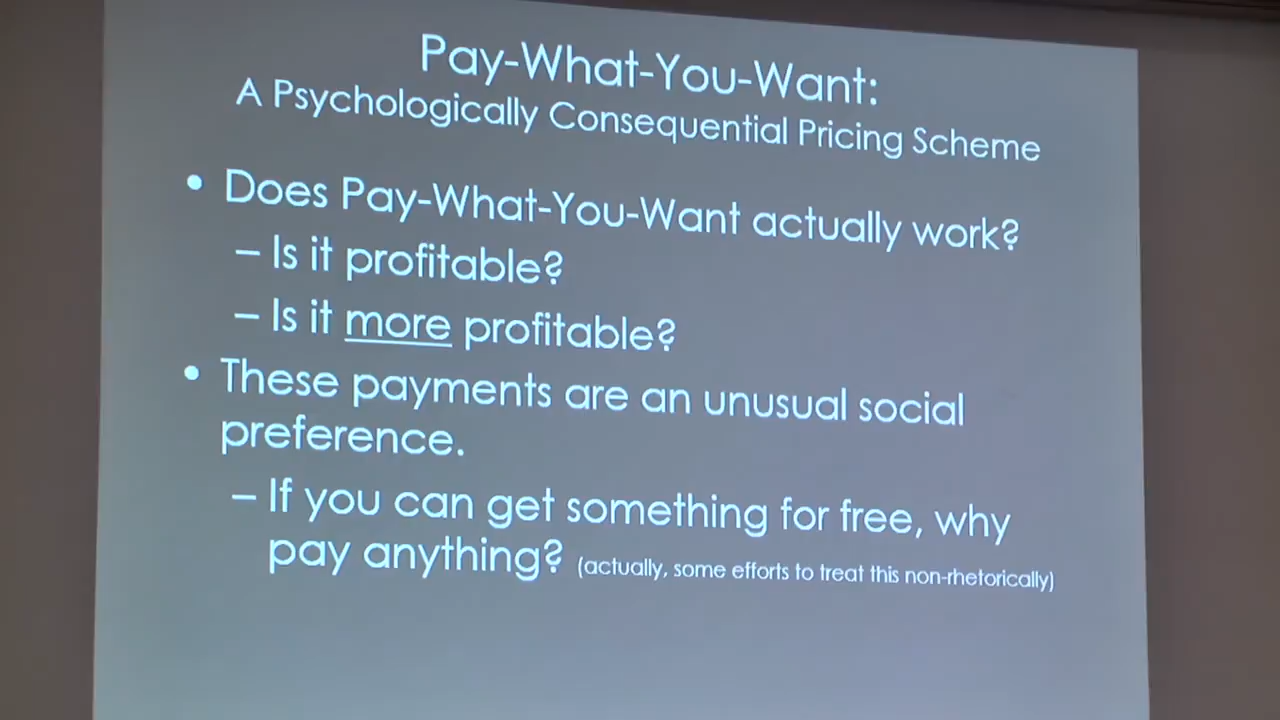 Pay-What-You-Want:
A Psychologically Consequential Pricing Scheme
• Does Pay-What-You-Want actually work?
– Is it profitable?
– Is it more profitable?
• These payments are an unusual social
preference.
– If you can get something for free, why
pay anything? (actually, some efforts to treat this non-rhetorically)